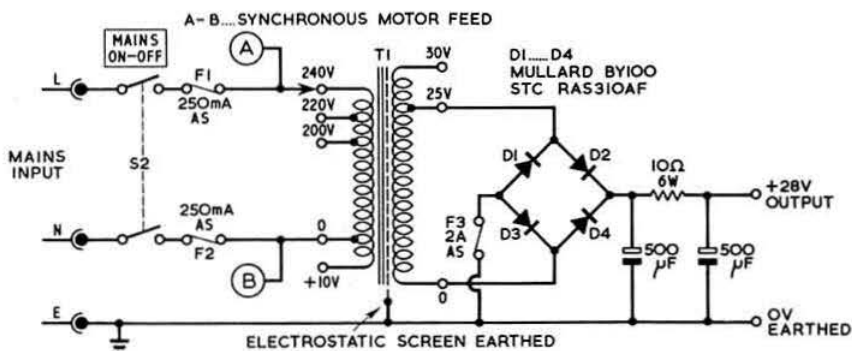 A-B....SYNCHRONOUS MOTOR FEED
MAINS
ON-OFF
A
T1
30V
D1.....D4
MULLARD BY100
STC RAS310AF
L
F1
250mA
AS
240V
220V
200V
25V
MAINS
INPUT
S2
D1
D2
10Ω
6W
+28V
OUTPUT
N
250mA
AS
F2
0
F3
2A
AS
D3
D4
500
μF
500
μF
B
+10V
0
E
0V
EARTHED
ELECTROSTATIC SCREEN EARTHED